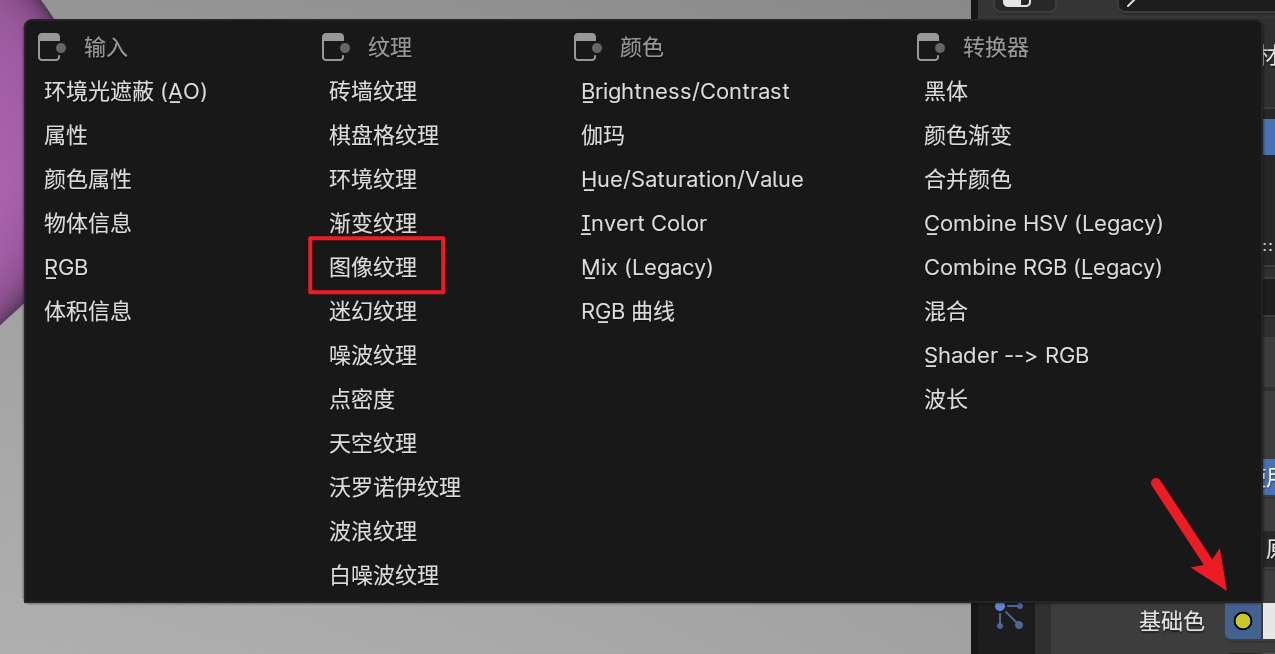 输入
环境光遮蔽 (AO)
属性
颜色属性
物体信息
RGB
体积信息
纹理
砖墙纹理
棋盘格纹理
环境纹理
渐变纹理
图像纹理
迷幻纹理
噪波纹理
点密度
天空纹理
沃罗诺伊纹理
波浪纹理
白噪波纹理
颜色
Brightness/Contrast
伽玛
Hue/Saturation/Value
Invert Color
Mix (Legacy)
RGB 曲线
转换器
黑体
颜色渐变
合并颜色
Combine HSV (Legacy)
Combine RGB (Legacy)
混合
Shader --> RGB
波长
基础色